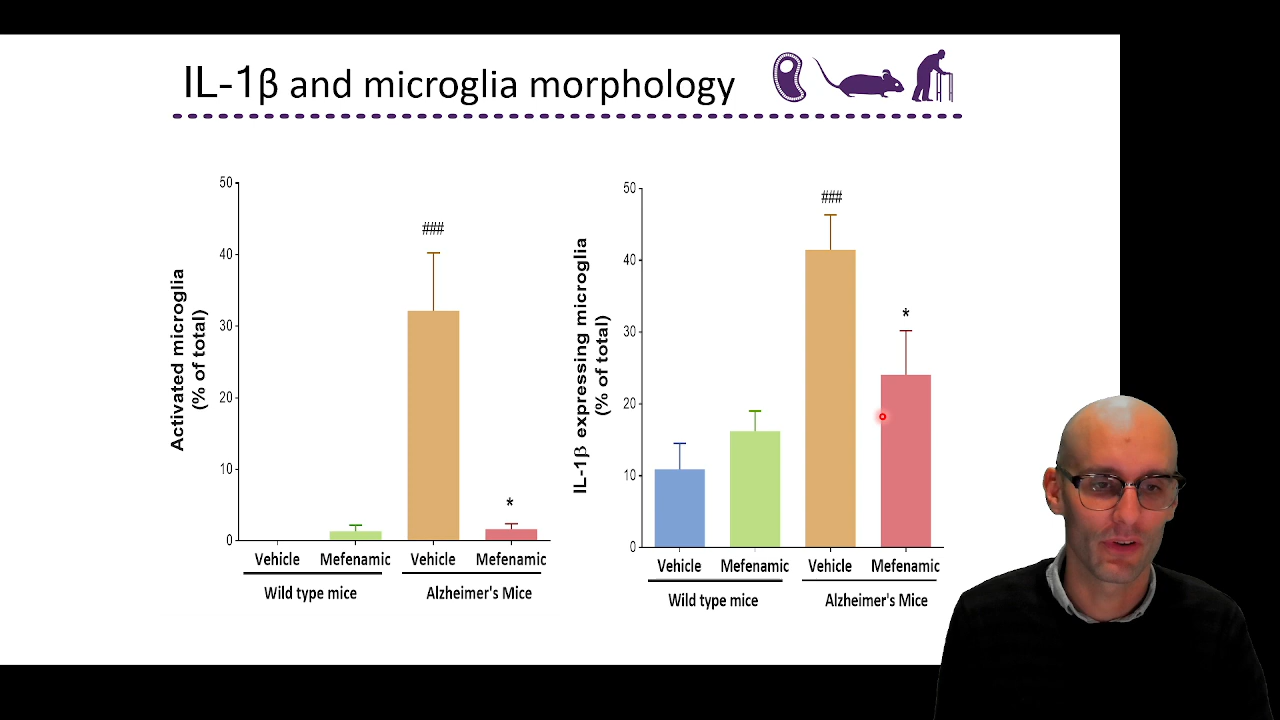 IL-1β and microglia morphology
Activated microglia
(% of total)
50
40
30
20
10
0
###
*
Vehicle Mefenamic Vehicle Mefenamic
Wild type mice Alzheimer's Mice
IL-1β expressing microglia
(% of total)
50
40
30
20
10
0
###
*
Vehicle Mefenamic Vehicle Mefenamic
Wild type mice Alzheimer's Mice